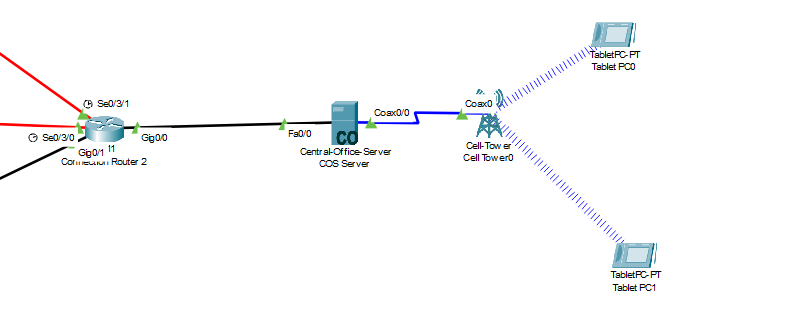 TabletPC-PT
Tablet PC0
Se0/3/1
Coax0/0
Coax0
Se0/3/0
Gig0/1
Gig0/0
Fa0/0
CO
Central-Office-Server
COS Server
Cell-Tower
Cell Tower0
Connection Router 2
TabletPC-PT
Tablet PC1